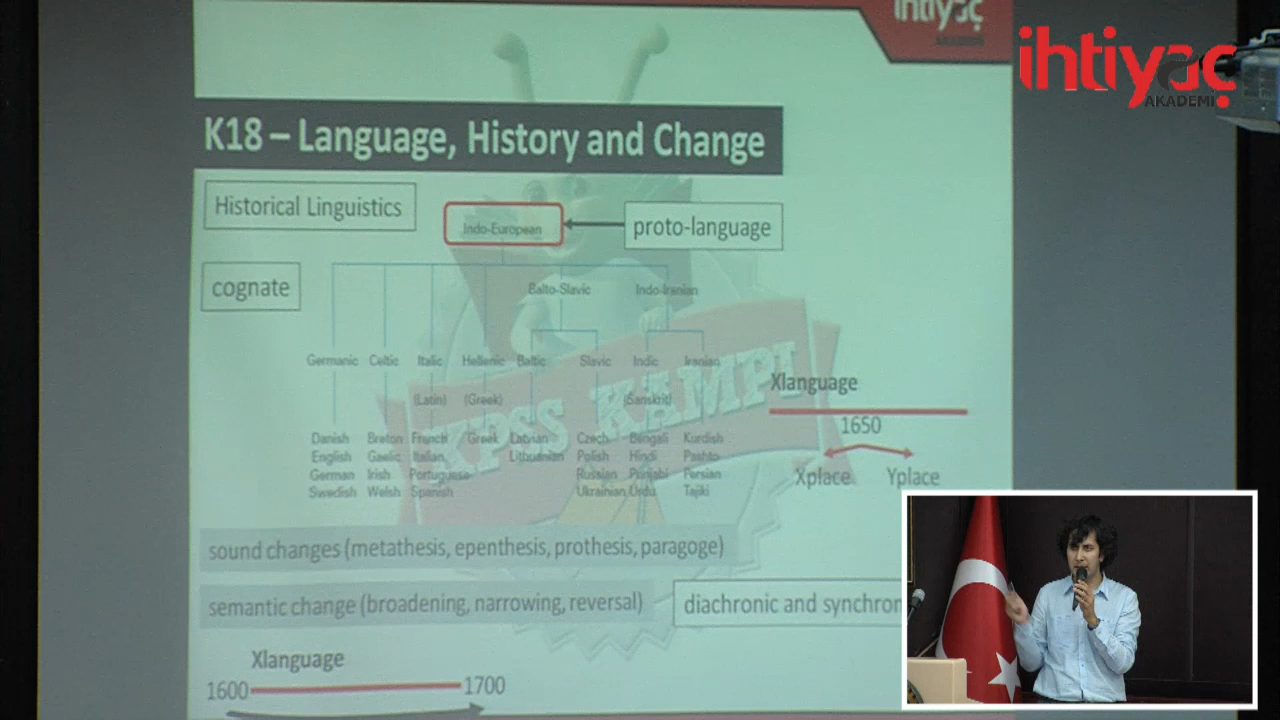 ihtiyaç
AKADEMİ
ihtiyaç
AKADEMİ
K18 – Language, History and Change
Historical Linguistics
Indo-European
proto-language
cognate
Balto-Slavic Indo-Iranian
Germanic Celtic Italic Hellenic Baltic Slavic Indic Iranian
(Latin) (Greek) (Sanskrit)
Danish Breton French Greek Latvian Czech Bengali Kurdish
English Gaelic Italian Lithuanian Polish Hindi Pashto
German Irish Portuguese Russian Punjabi Persian
Swedish Welsh Spanish Ukrainian Urdu Tajiki
KPSS KAMPI
Xlanguage
1650
Xplace Yplace
sound changes (metathesis, epenthesis, prothesis, paragoge)
semantic change (broadening, narrowing, reversal)
diachronic and synchron
Xlanguage
1600 1700